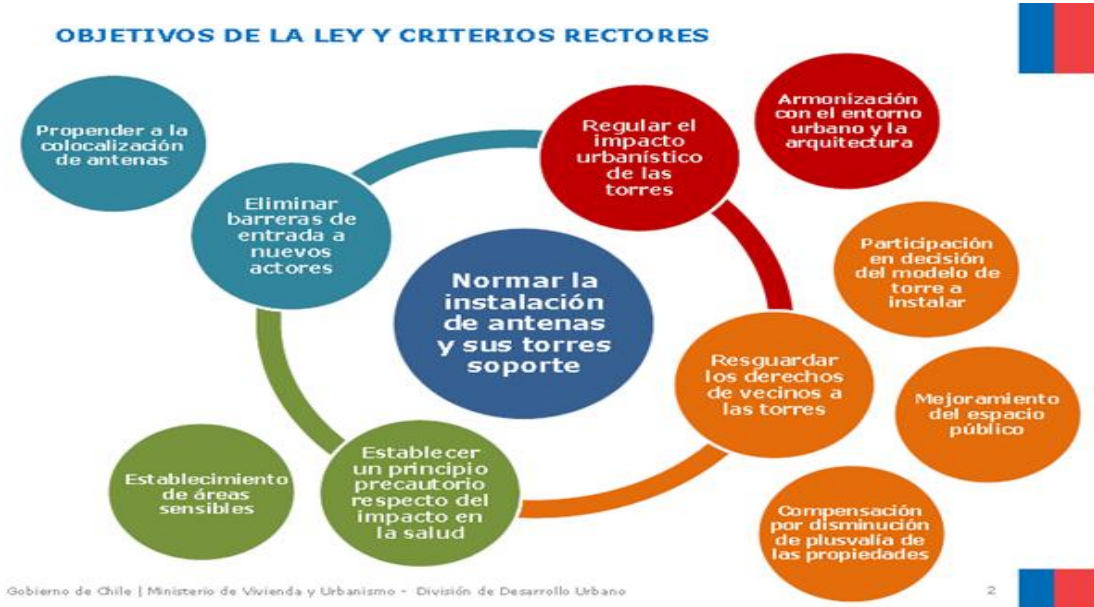 OBJETIVOS DE LA LEY Y CRITERIOS RECTORES
Propender a la
colocalización
de antenas
Eliminar
barreras de
entrada a
nuevos
actores
Regular el
impacto
urbanístico
de las
torres
Armonización
con el entorno
urbano y la
arquitectura
Participación
en decisión
del modelo de
torre a
instalar
Normar la
instalación
de antenas
y sus torres
soporte
Resguardar
los derechos
de vecinos a
las torres
Mejoramiento
del espacio
público
Establecimiento
de áreas
sensibles
Establecer
un principio
precautorio
respecto del
impacto en
la salud
Compensación
por disminución
de plusvalía de
las propiedades
Gobierno de Chile | Ministerio de Vivienda y Urbanismo - División de Desarrollo Urbano
2